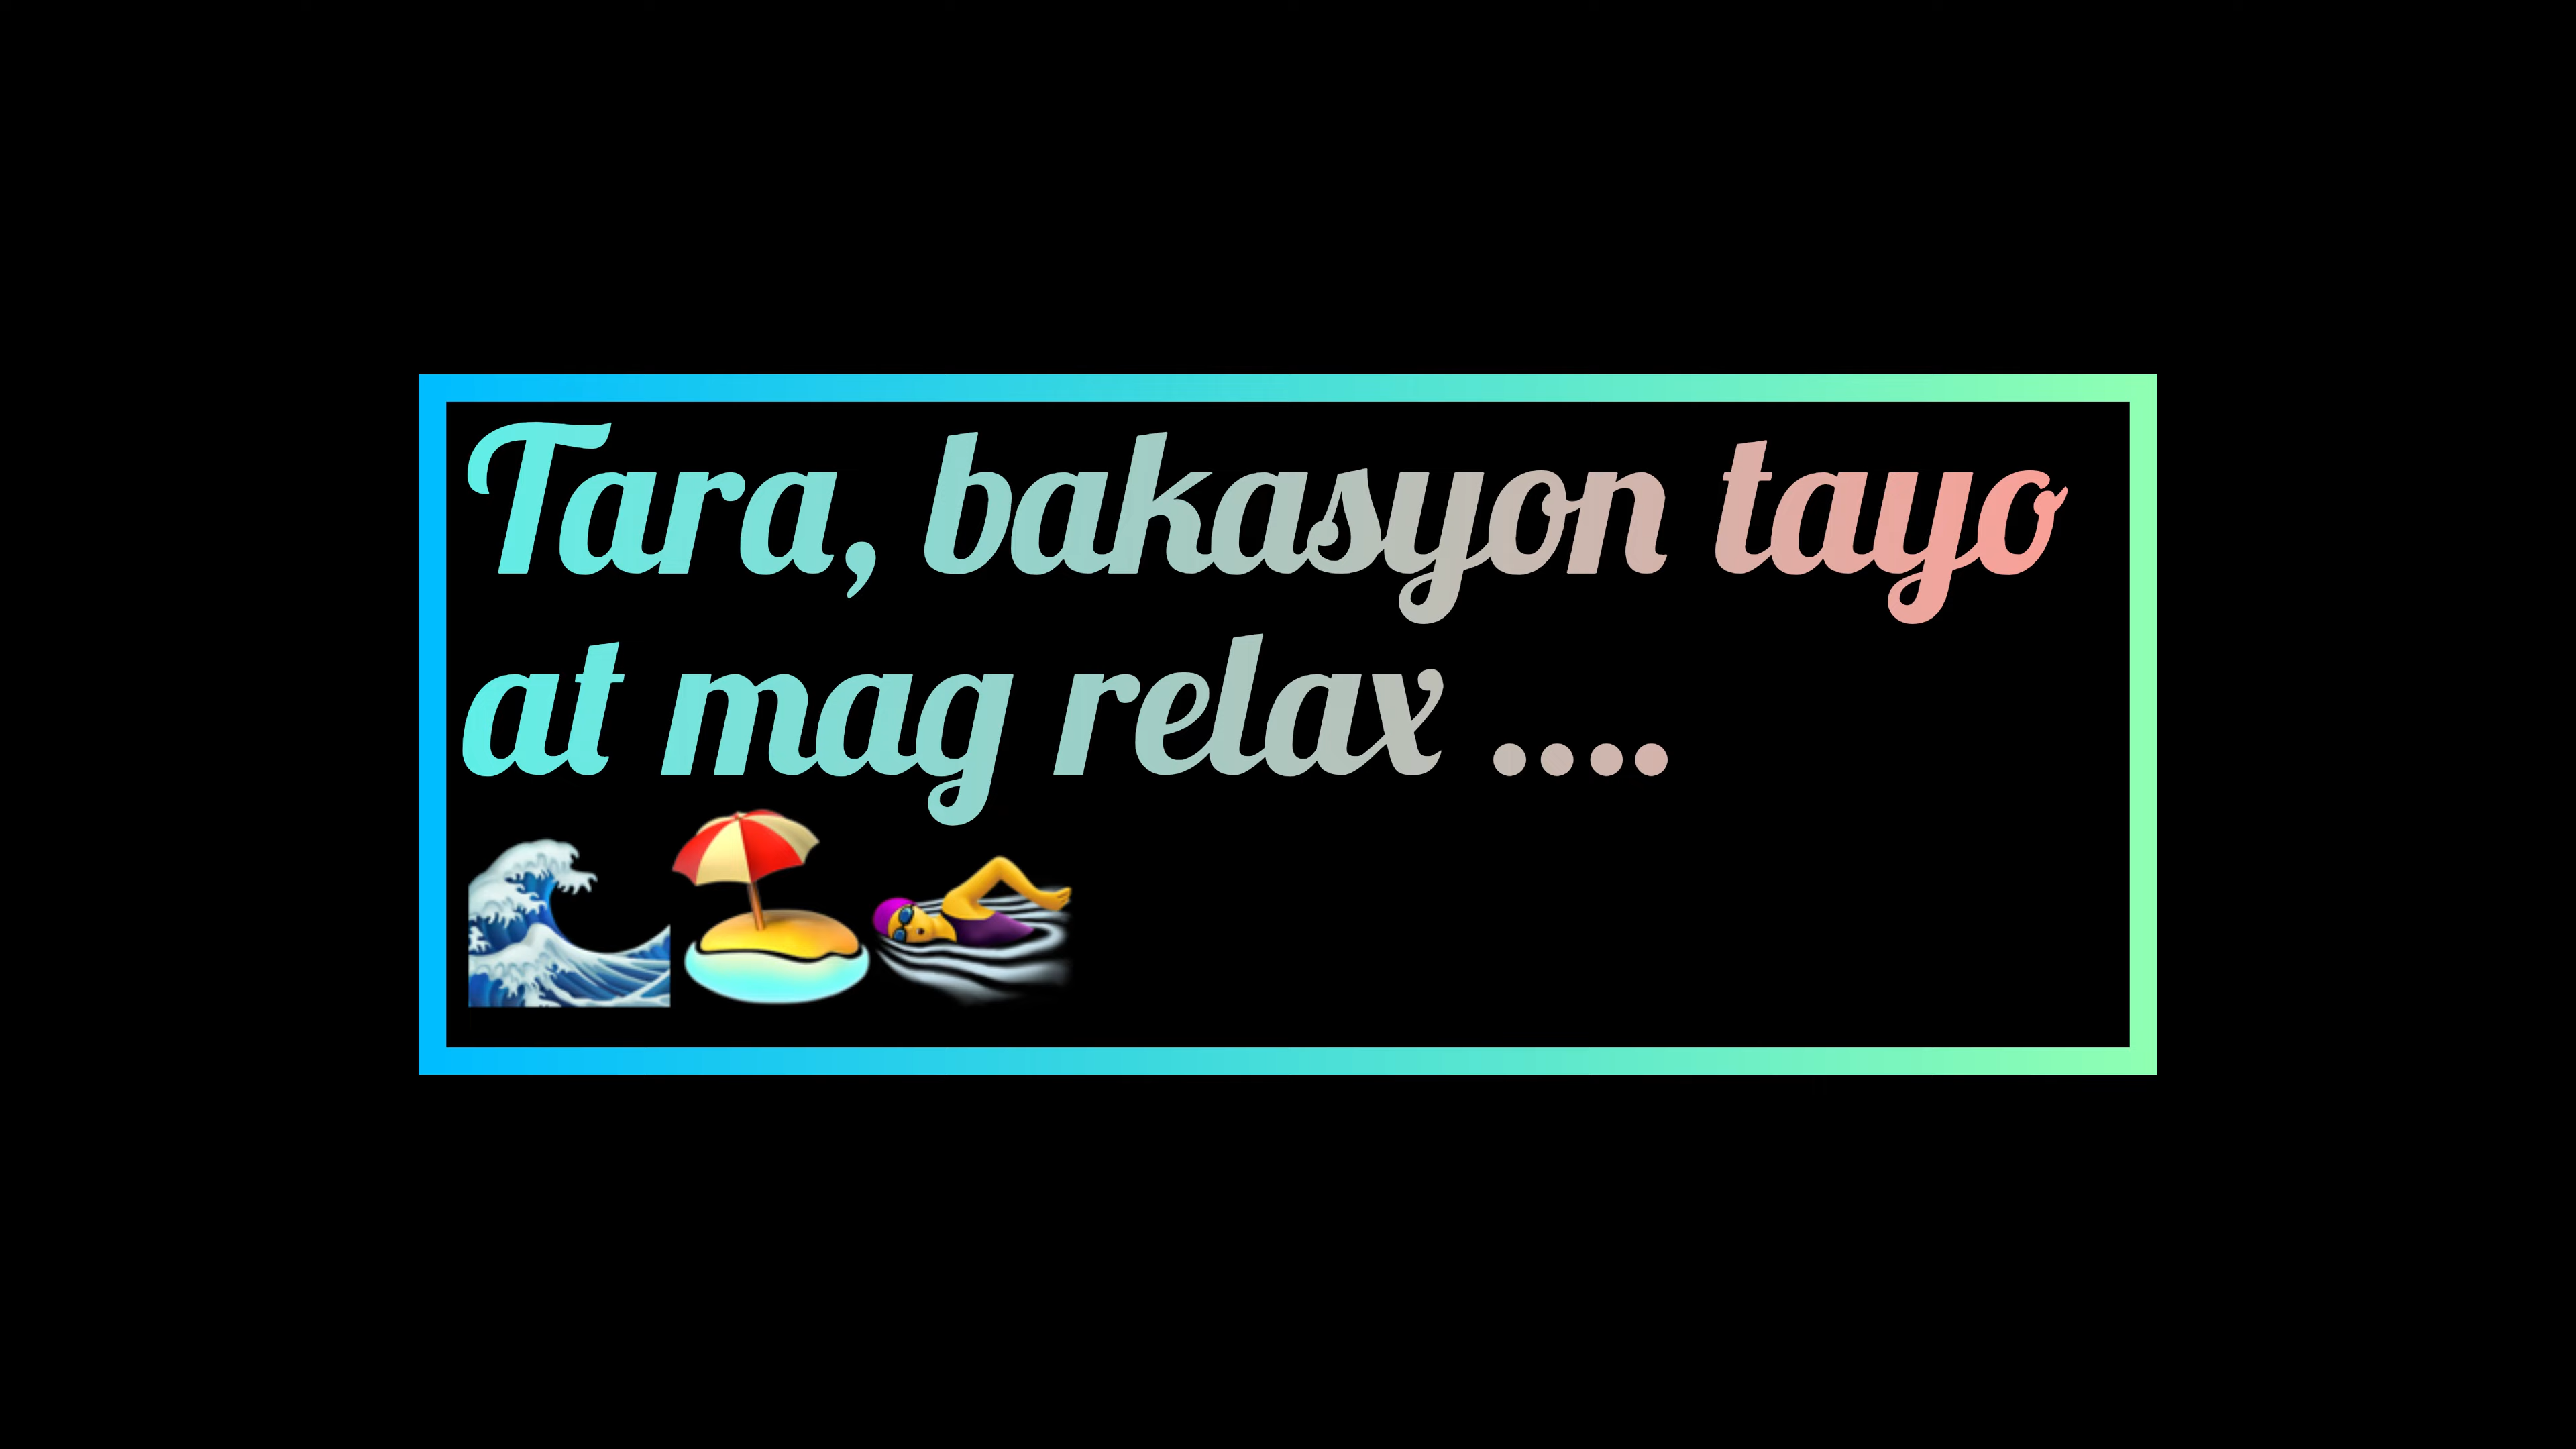 Tara, bakasyon tayo
at mag relax ....
🌊🏖️🏊‍♀️